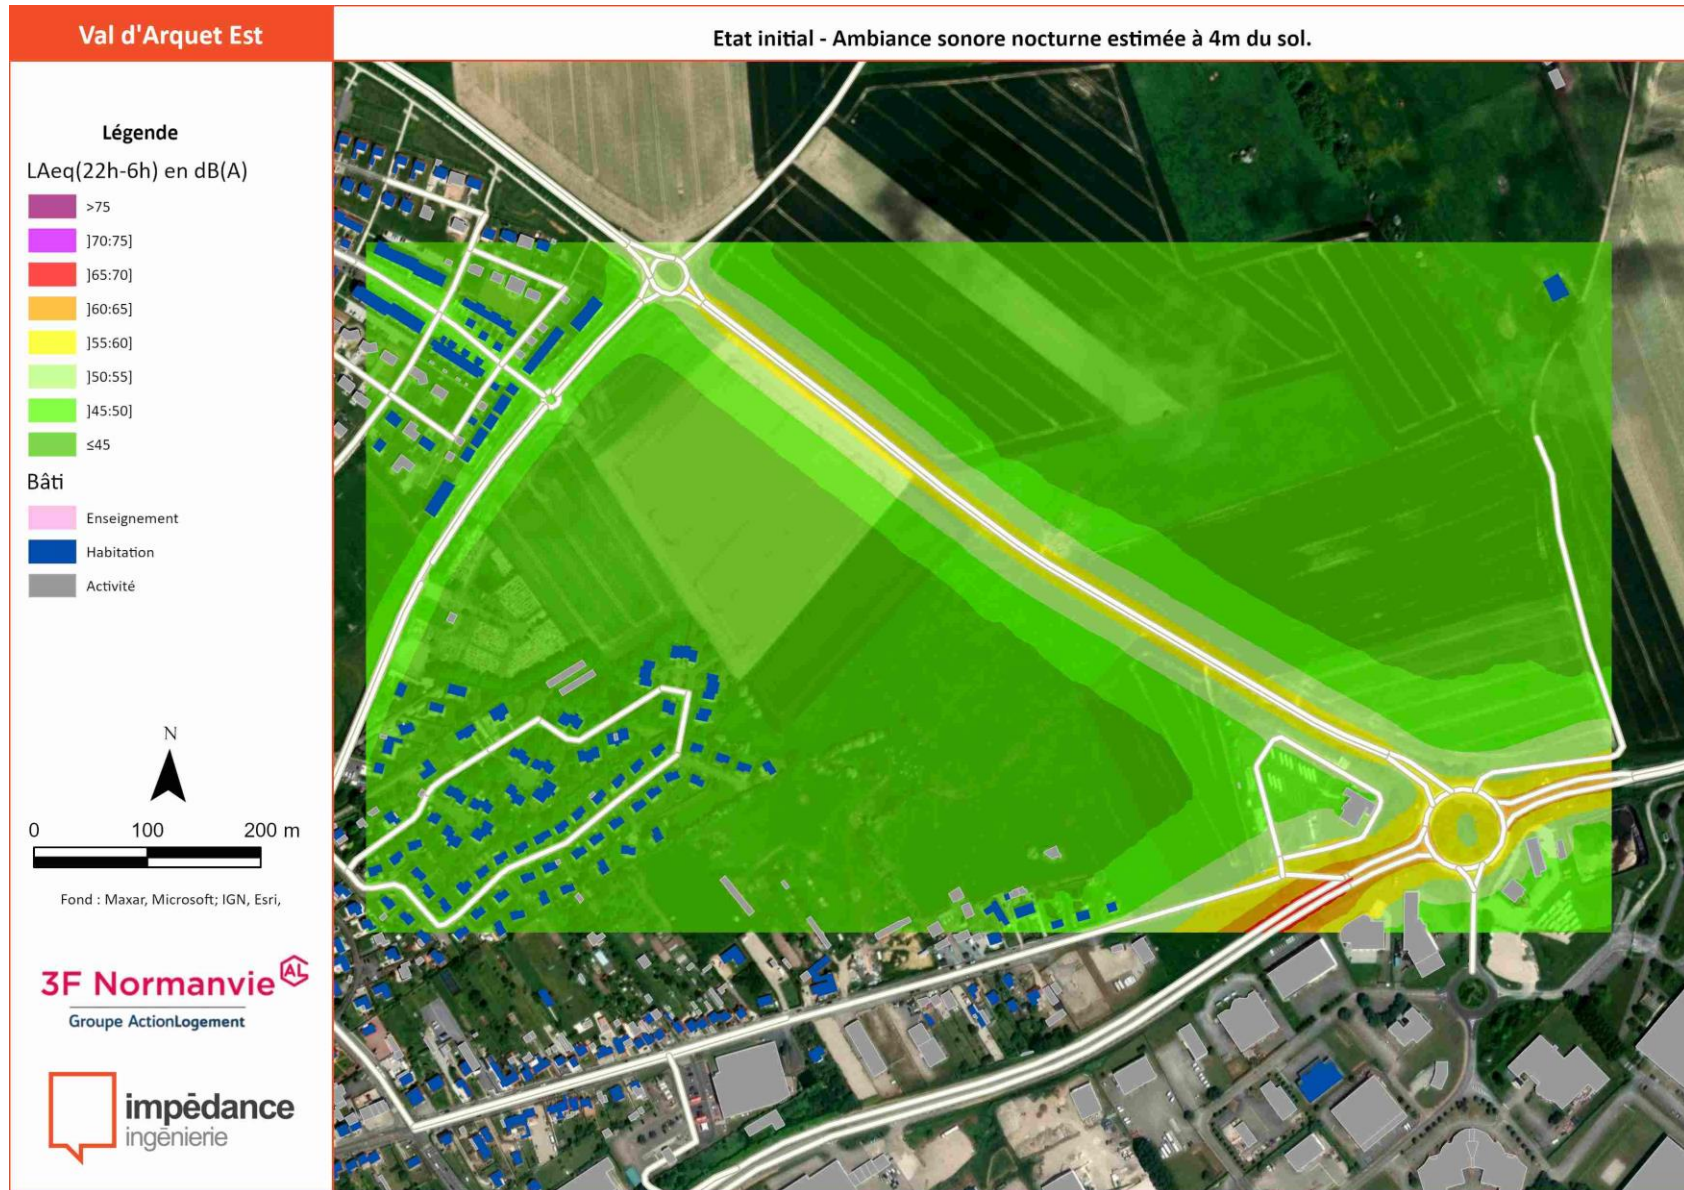 Val d'Arquet Est
Etat initial - Ambiance sonore nocturne estimée à 4m du sol.
Légende
LAeq(22h-6h) en dB(A)
>75
]70:75]
]65:70]
]60:65]
]55:60]
]50:55]
]45:50]
≤45
Bâti
Enseignement
Habitation
Activité
N
0 100 200 m
Fond : Maxar, Microsoft; IGN, Esri,
3F Normanvie AL
Groupe ActionLogement
impēdance
ingénierie